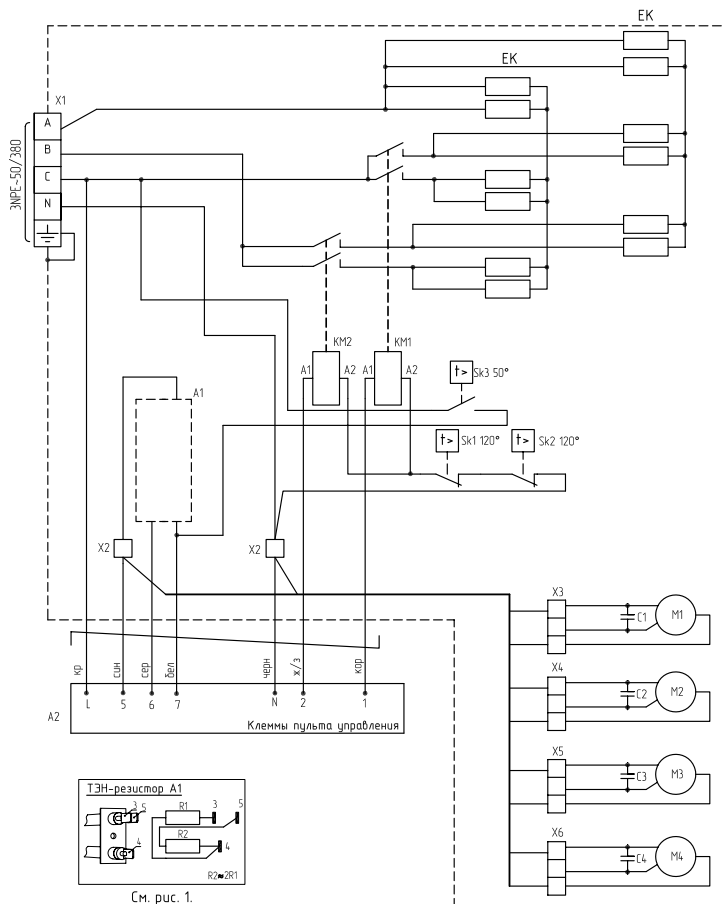 EK
EK
X1
A
B
C
N
3NPE~50/380
KM2
KM1
A1
A2
A1
A2
t> Sk3 50°
A1
t> Sk1 120°
t> Sk2 120°
X2
X2
X3
C1
M1
X4
C2
M2
X5
C3
M3
X6
C4
M4
кр
син
сер
бел
черн
ж/з
кор
A2
L
5
6
7
N
2
1
Клеммы пульта управления
ТЭН-резистор А1
3
5
4
R1
3
5
R2
4
R2≈2R1
См. рис. 1.